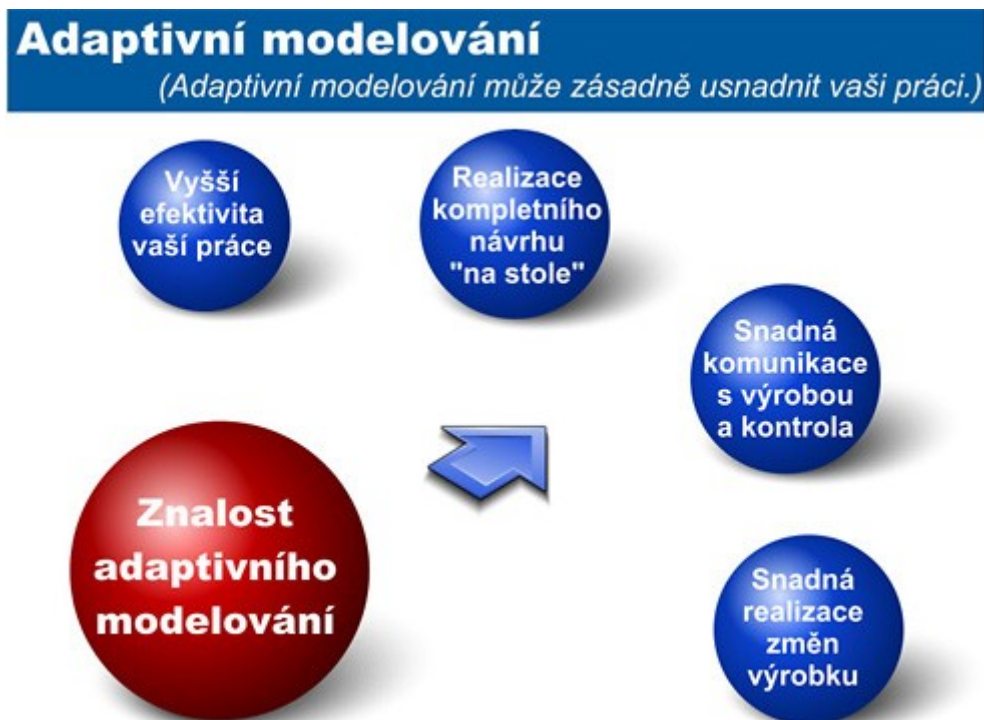 Adaptivní modelování
(Adaptivní modelování může zásadně usnadnit vaši práci.)
Vyšší
efektivita
vaší práce
Realizace
kompletního
návrhu
"na stole"
Snadná
komunikace
s výrobou
a kontrola
Znalost
adaptivního
modelování
Snadná
realizace
změn
výrobku